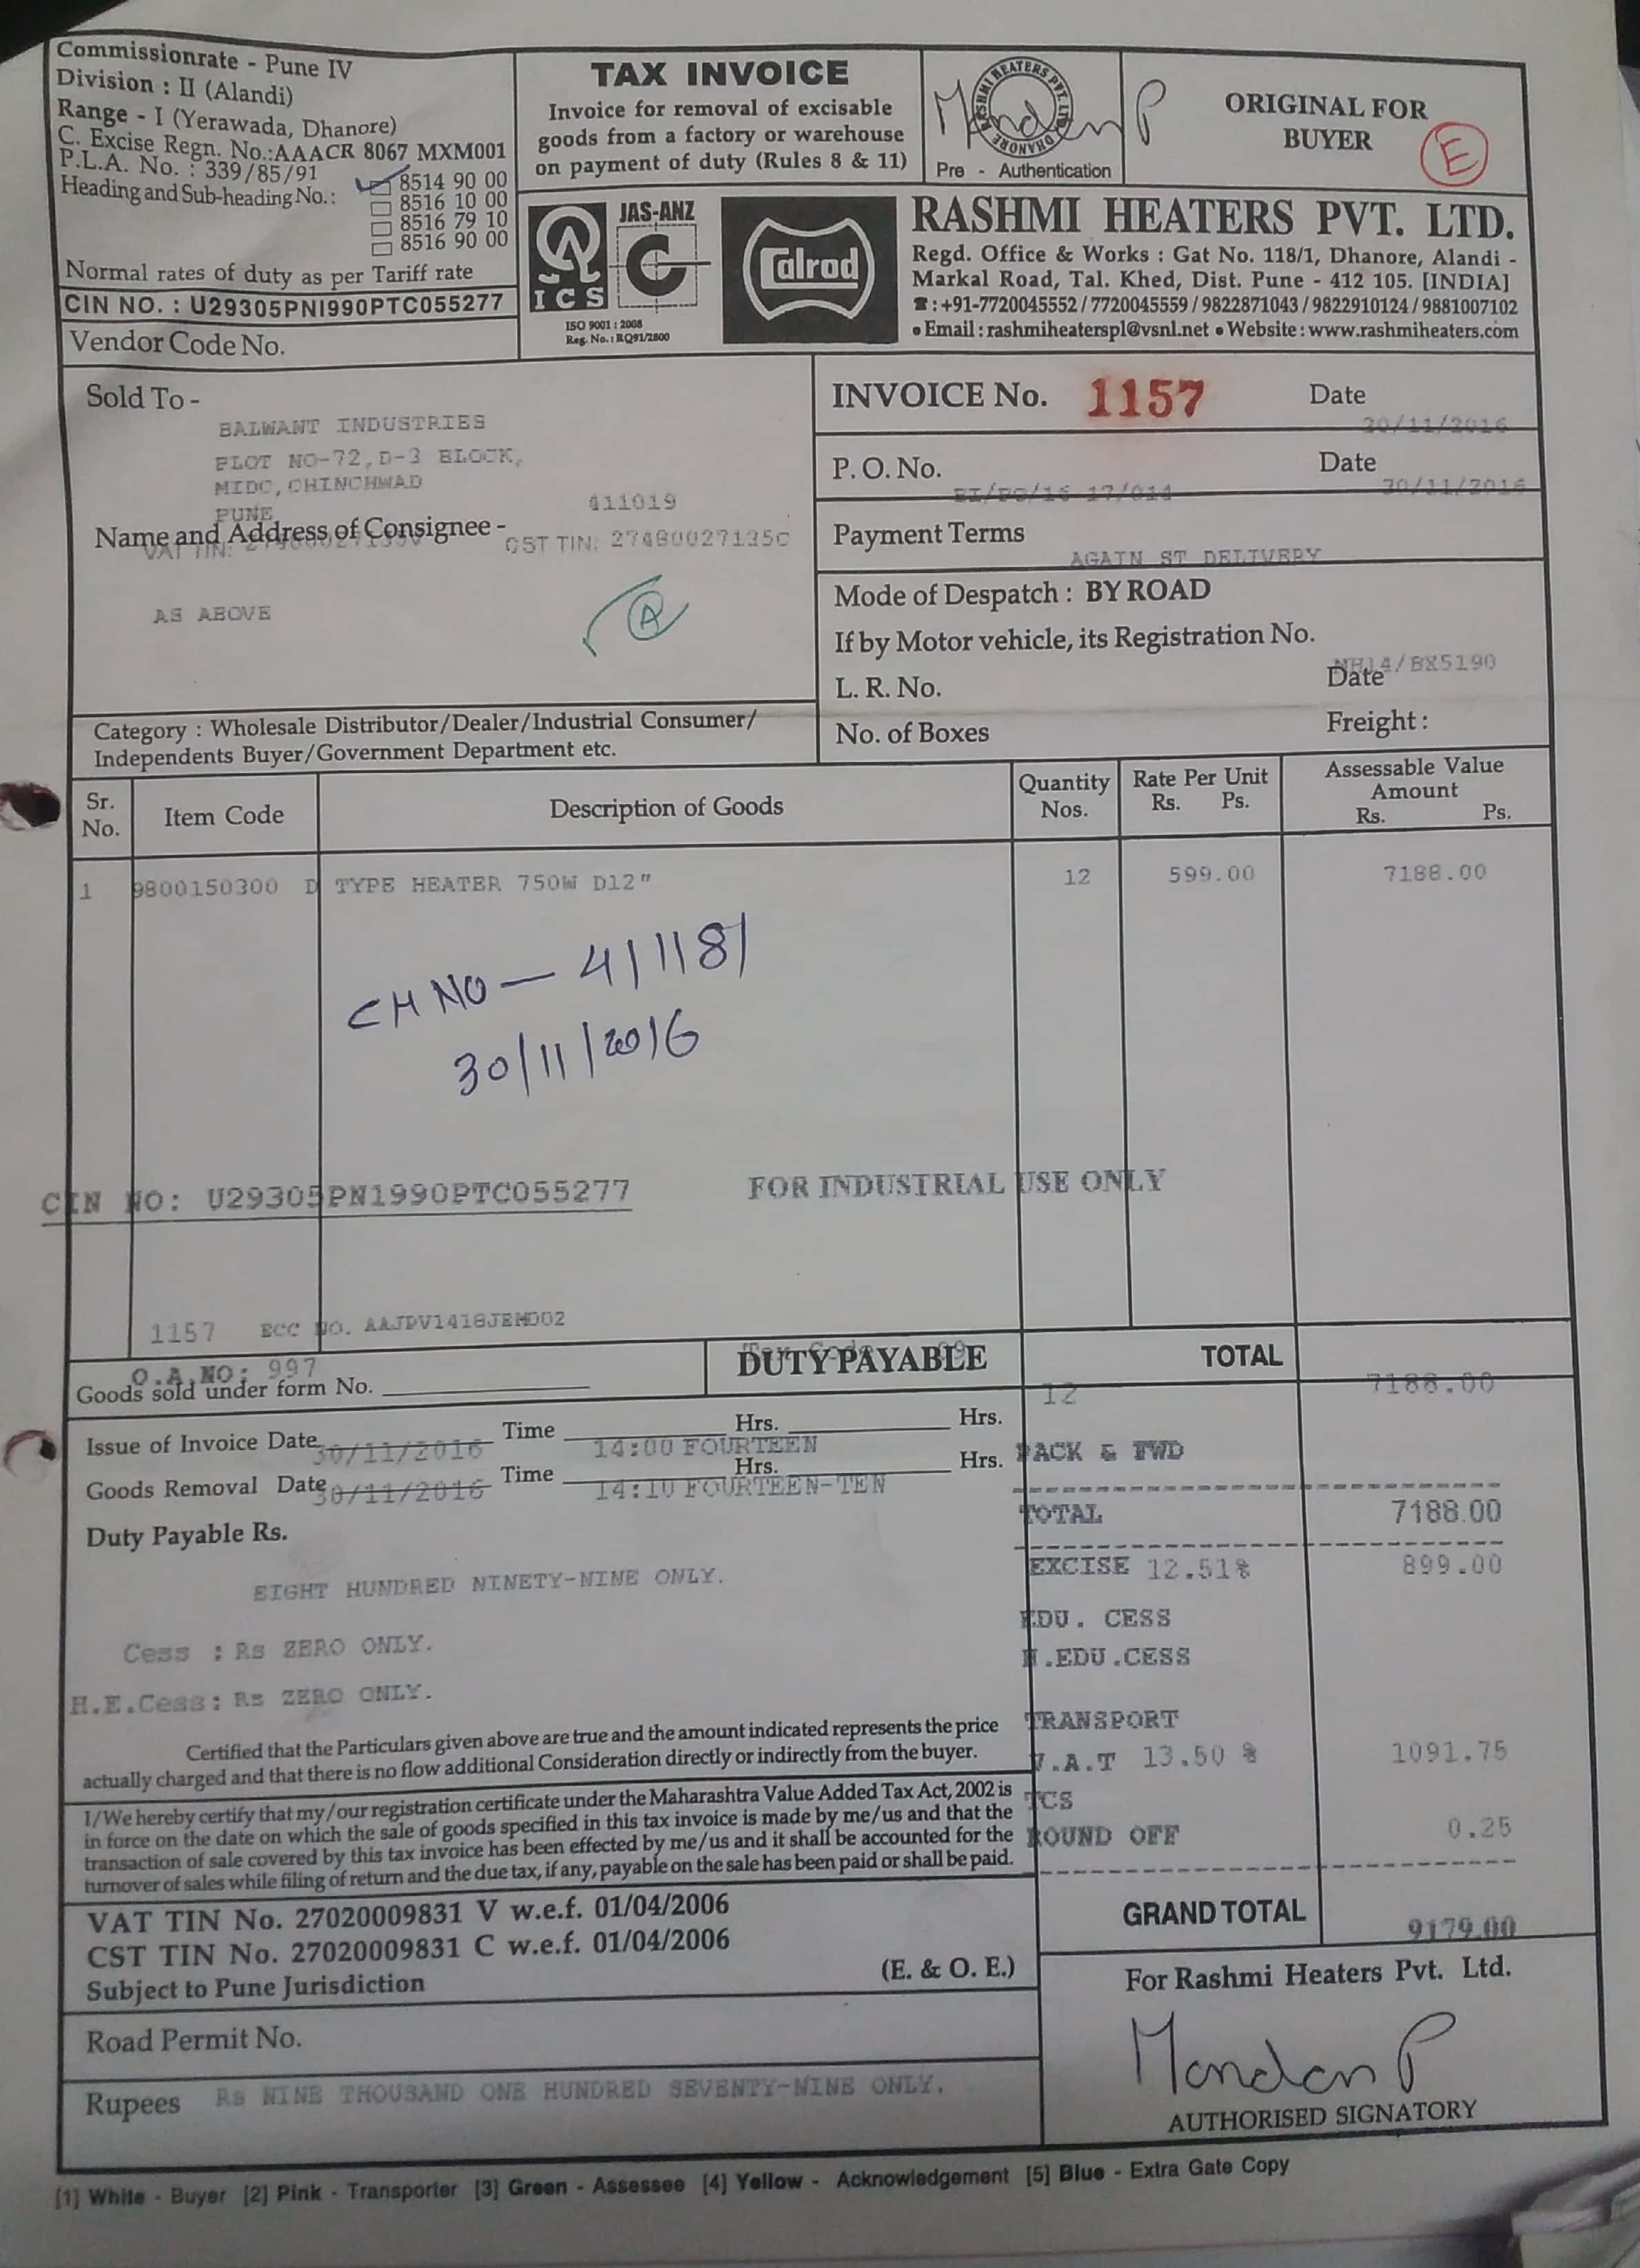 Commissionrate - Pune IV
Division : II (Alandi)
Range - I (Yerawada, Dhanore)
C. Excise Regn. No.:AAACR 8067 MXM001
P.L.A. No. : 339/85/91
Heading and Sub-heading No.: 8514 90 00
8516 10 00
8516 79 10
8516 90 00
Normal rates of duty as per Tariff rate
CIN NO. : U29305PNI990PTC055277
Vendor Code No.
TAX INVOICE
Invoice for removal of excisable
goods from a factory or warehouse
on payment of duty (Rules 8 & 11)
RASHMI HEATERS PVT. LTD.
DHANORE
Pre - Authentication
ORIGINAL FOR
BUYER
E
ICS
ISO 9001 : 2008
Reg. No. : RQ91/2800
JAS-ANZ
Calrod
RASHMI HEATERS PVT. LTD.
Regd. Office & Works : Gat No. 118/1, Dhanore, Alandi -
Markal Road, Tal. Khed, Dist. Pune - 412 105. [INDIA]
☎ : +91-7720045552 / 7720045559 / 9822871043 / 9822910124 / 9881007102
• Email : rashmiheaterspl@vsnl.net • Website : www.rashmiheaters.com
Sold To -
BALWANT INDUSTRIES
PLOT NO-72,D-3 BLOCK,
MIDC,CHINCHWAD
PUNE 411019
Name and Address of Consignee -
VAT TIN: CST TIN: 27480027135C
AS ABOVE
A
Category : Wholesale Distributor/Dealer/Industrial Consumer/
Independents Buyer/Government Department etc.
INVOICE No. 1157 Date
30/11/2016
P. O. No. Date
BI/PO/16-17/014 30/11/2016
Payment Terms
AGAIN ST DELIVERY
Mode of Despatch : BY ROAD
If by Motor vehicle, its Registration No.
MH14/BX5190
L. R. No. Date
No. of Boxes Freight :
Sr. No. Item Code Description of Goods Quantity Nos. Rate Per Unit Rs. Ps. Assessable Value Amount Rs. Ps.
1 9800150300 D TYPE HEATER 750W D12" 12 599.00 7188.00
CH NO - 41181
30/11/2016
CIN NO: U29305PN1990PTC055277 FOR INDUSTRIAL USE ONLY
1157 ECC NO. AAJPV1418JEM002
O.A.NO: 997
Goods sold under form No.
DUTY PAYABLE
TOTAL
12 7188.00
Issue of Invoice Date 30/11/2016 Time 14:00 FOURTEEN Hrs. Hrs.
Goods Removal Date 30/11/2016 Time 14:10 FOURTEEN-TEN Hrs. Hrs.
Duty Payable Rs.
EIGHT HUNDRED NINETY-NINE ONLY.
Cess : Rs ZERO ONLY.
H.E.Cess: Rs ZERO ONLY.
PACK & FWD
TOTAL 7188.00
EXCISE 12.51% 899.00
EDU. CESS
H.EDU.CESS
TRANSPORT
V.A.T 13.50 % 1091.75
TCS
ROUND OFF 0.25
GRAND TOTAL 9179.00
Certified that the Particulars given above are true and the amount indicated represents the price
actually charged and that there is no flow additional Consideration directly or indirectly from the buyer.
I/We hereby certify that my/our registration certificate under the Maharashtra Value Added Tax Act, 2002 is
in force on the date on which the sale of goods specified in this tax invoice is made by me/us and that the
transaction of sale covered by this tax invoice has been effected by me/us and it shall be accounted for the
turnover of sales while filing of return and the due tax, if any, payable on the sale has been paid or shall be paid.
VAT TIN No. 27020009831 V w.e.f. 01/04/2006
CST TIN No. 27020009831 C w.e.f. 01/04/2006
Subject to Pune Jurisdiction (E. & O. E.)
Road Permit No.
Rupees Rs NINE THOUSAND ONE HUNDRED SEVENTY-NINE ONLY.
For Rashmi Heaters Pvt. Ltd.
AUTHORISED SIGNATORY
[1] White - Buyer [2] Pink - Transporter [3] Green - Assessee [4] Yellow - Acknowledgement [5] Blue - Extra Gate Copy